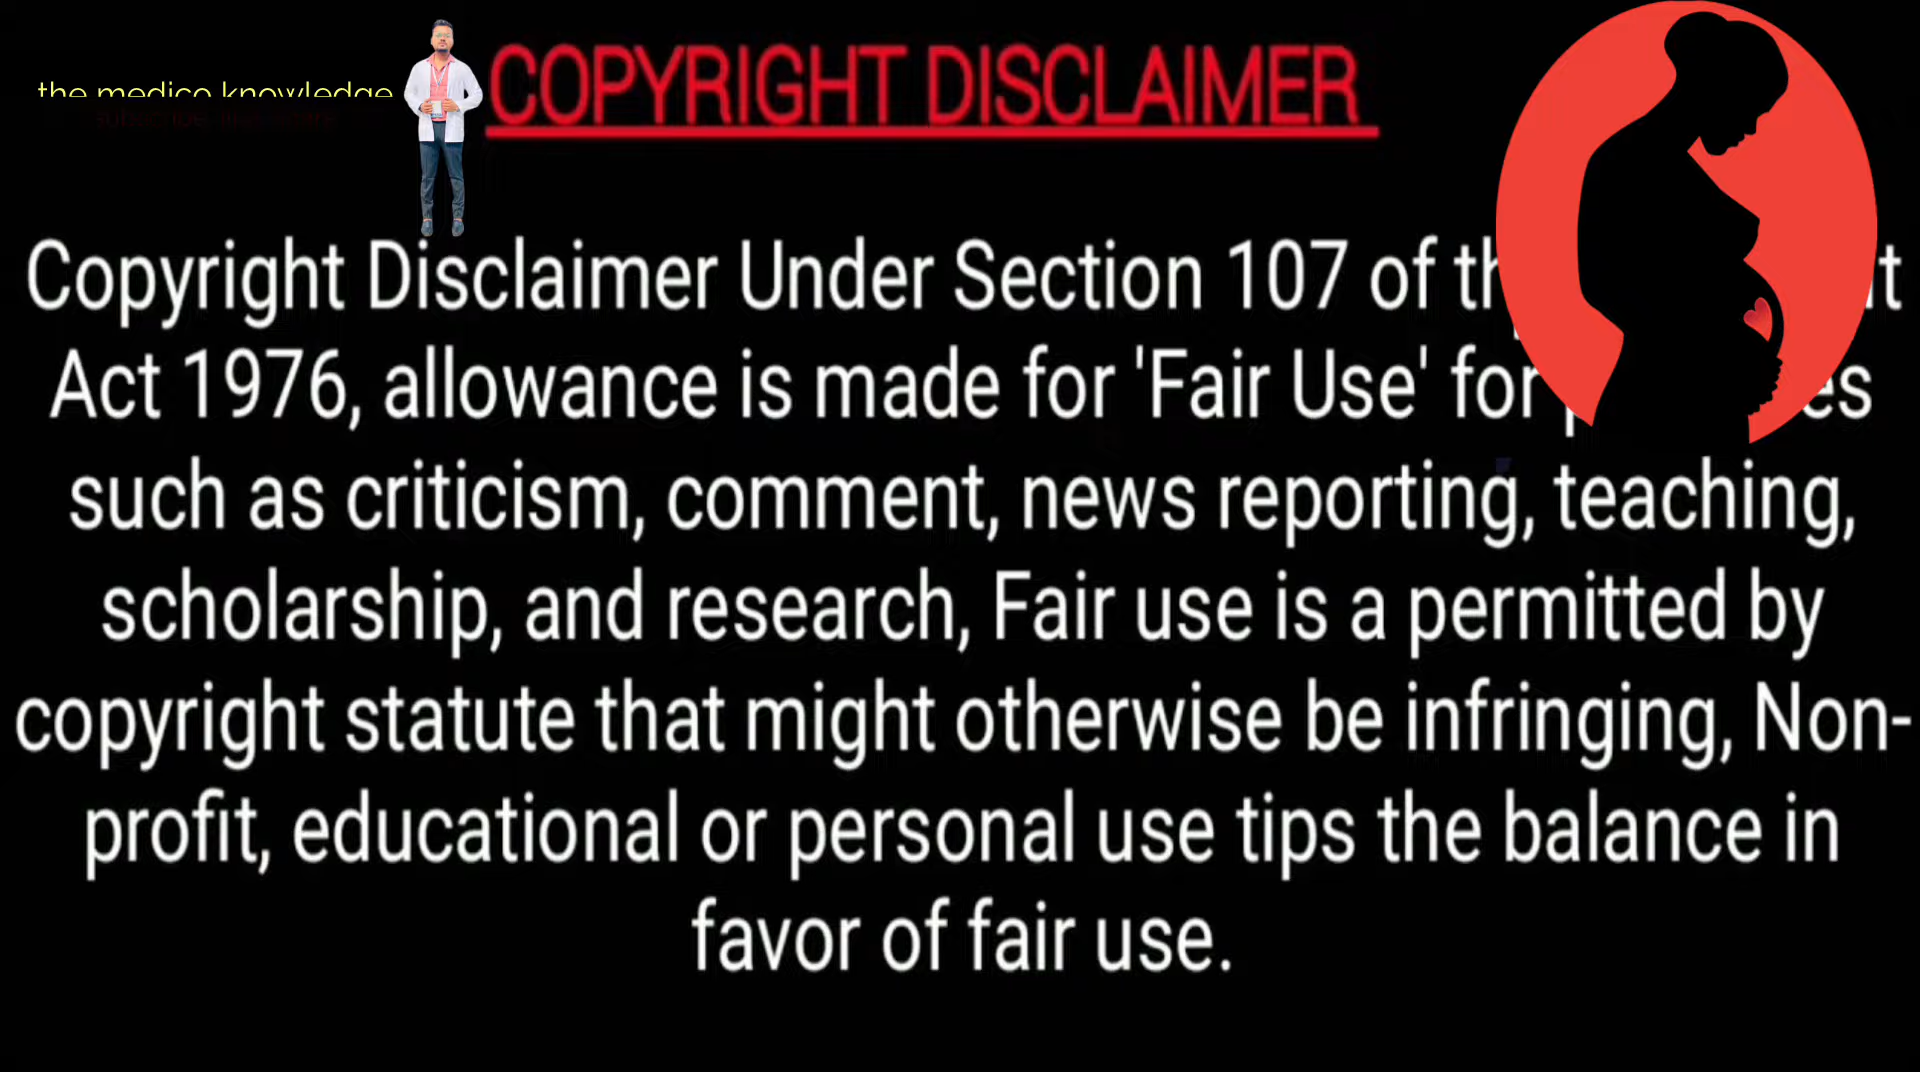 the medico knowledge
COPYRIGHT DISCLAIMER
Copyright Disclaimer Under Section 107 of
Act 1976, allowance is made for 'Fair Use' for
such as criticism, comment, news reporting, teaching,
scholarship, and research, Fair use is a permitted by
copyright statute that might otherwise be infringing, Non-
profit, educational or personal use tips the balance in
favor of fair use.